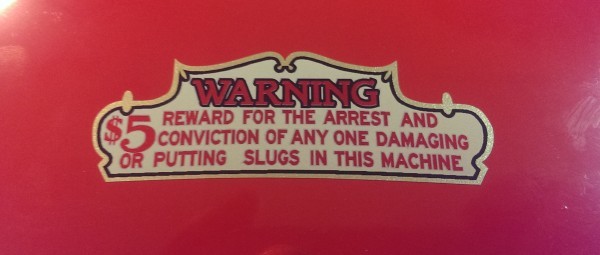 WARNING
$5 REWARD FOR THE ARREST AND
CONVICTION OF ANY ONE DAMAGING
OR PUTTING SLUGS IN THIS MACHINE